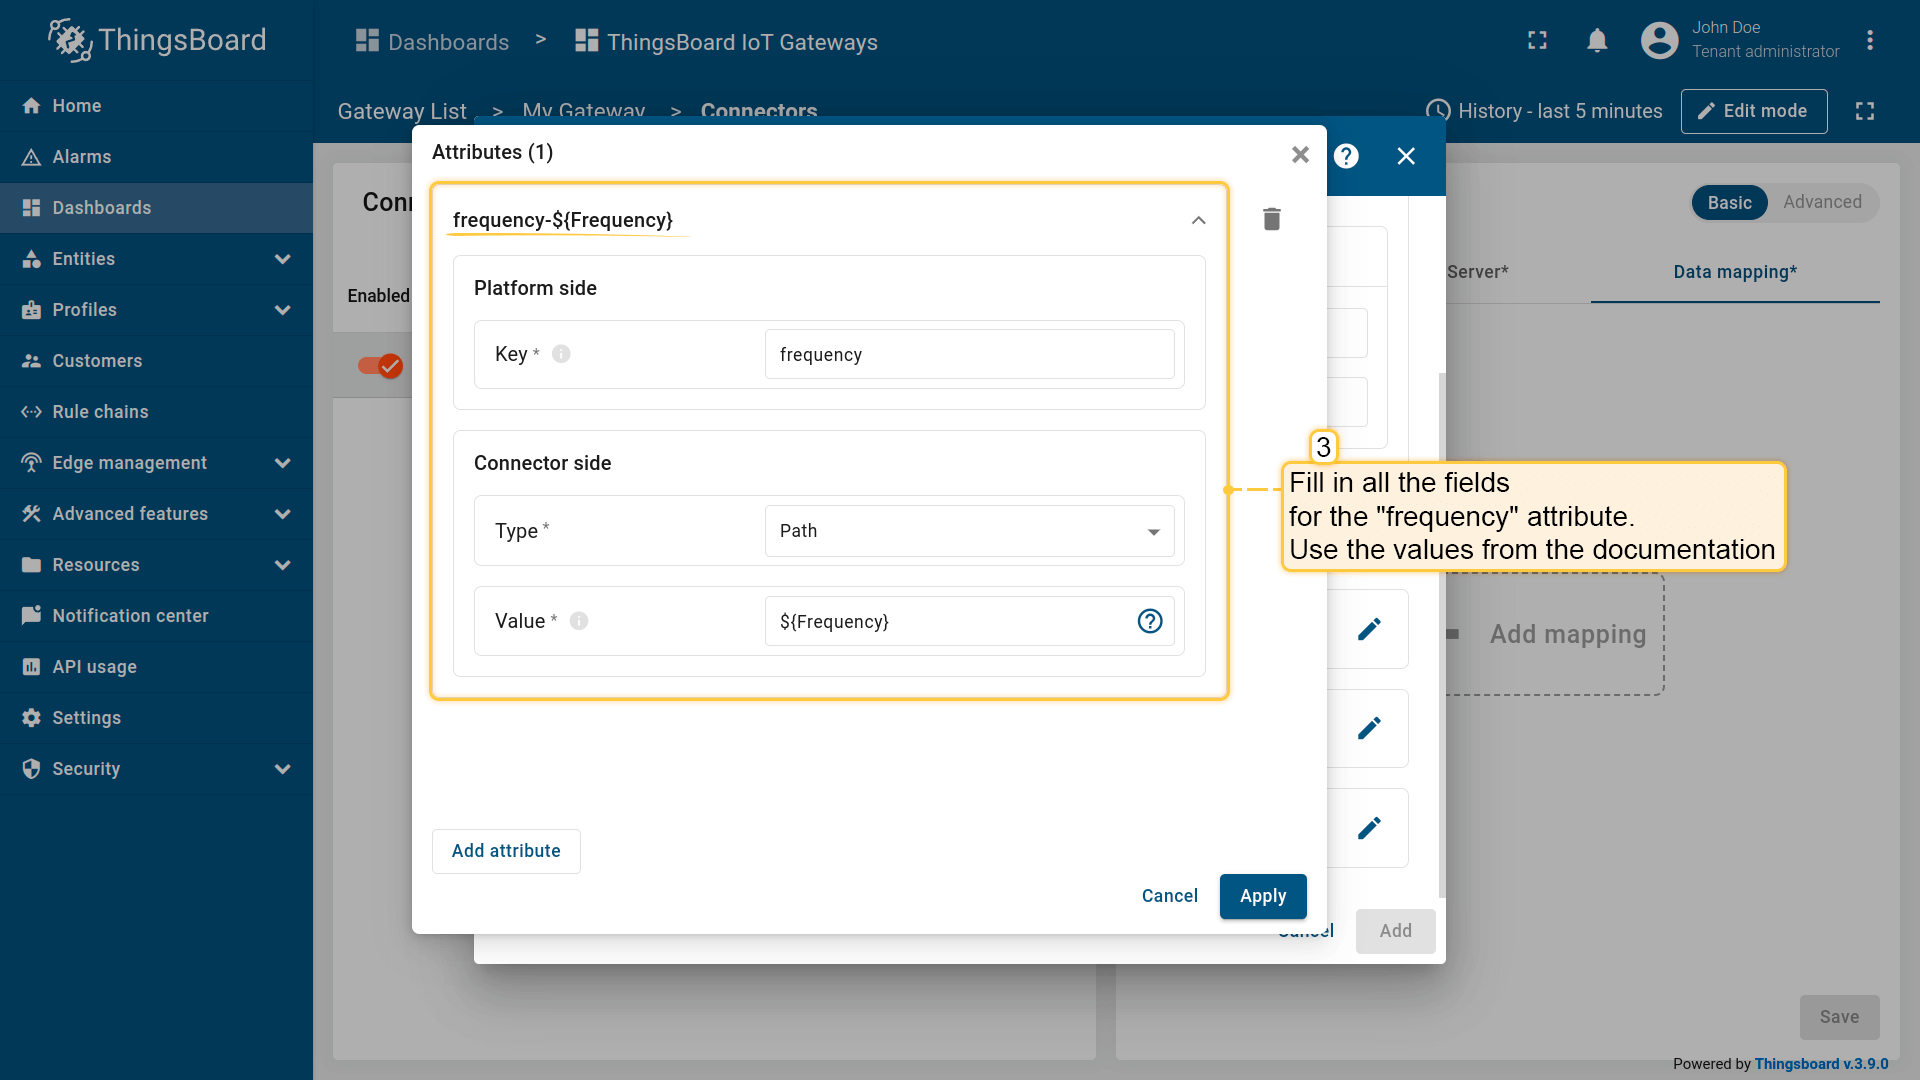 ThingsBoard
Dashboards > ThingsBoard IoT Gateways
John Doe
Tenant administrator
Home
Alarms
Dashboards
Entities
Profiles
Customers
Rule chains
Edge management
Advanced features
Resources
Notification center
API usage
Settings
Security
Gateway List > My Gateway > Connectors
History - last 5 minutes
Edit mode
Enabled
Attributes (1)
frequency-${Frequency}
Platform side
Key *
frequency
Connector side
Type *
Path
Value *
${Frequency}
Add attribute
Cancel
Apply
Cancel
Add
Basic
Advanced
Server*
Data mapping*
3
Fill in all the fields
for the "frequency" attribute.
Use the values from the documentation
Add mapping
Save
Powered by Thingsboard v.3.9.0